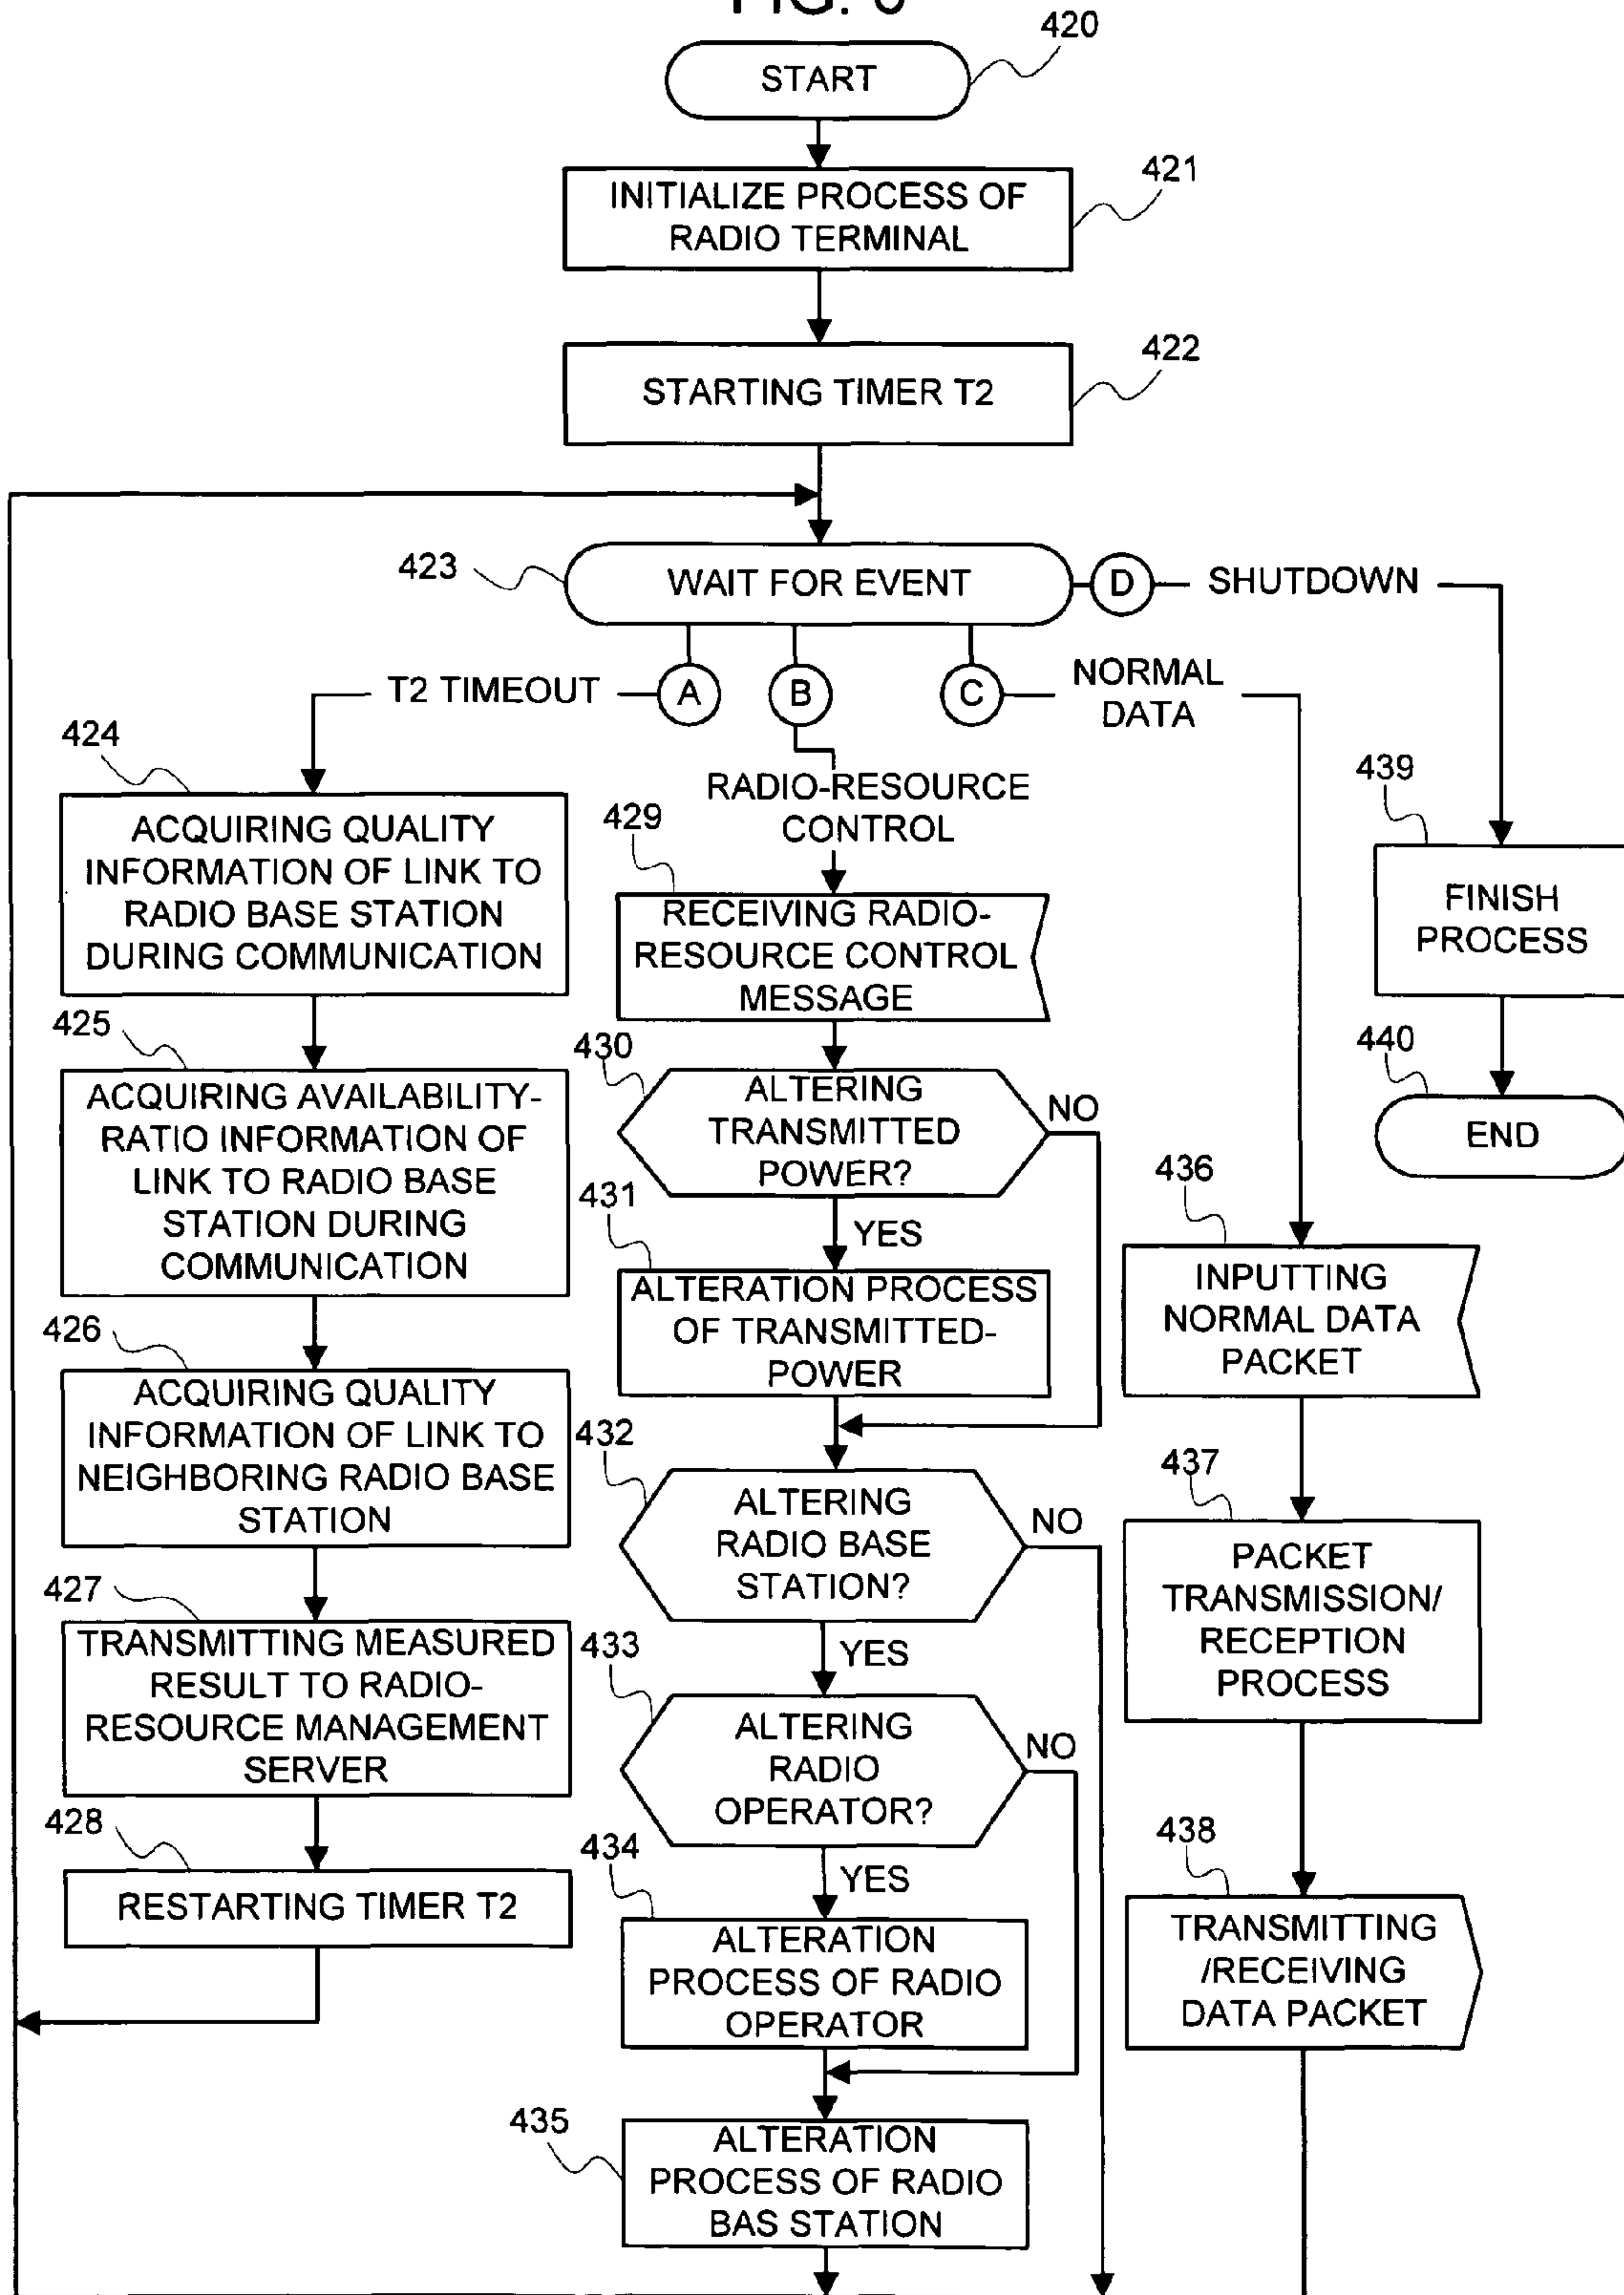 420
START
421
INITIALIZE PROCESS OF
RADIO TERMINAL
422
STARTING TIMER T2
423
WAIT FOR EVENT
D
SHUTDOWN
T2 TIMEOUT
A
B
C
NORMAL
DATA
424
ACQUIRING QUALITY
INFORMATION OF LINK TO
RADIO BASE STATION
DURING COMMUNICATION
425
ACQUIRING AVAILABILITY-
RATIO INFORMATION OF
LINK TO RADIO BASE
STATION DURING
COMMUNICATION
426
ACQUIRING QUALITY
INFORMATION OF LINK TO
NEIGHBORING RADIO BASE
STATION
427
TRANSMITTING MEASURED
RESULT TO RADIO-
RESOURCE MANAGEMENT
SERVER
428
RESTARTING TIMER T2
RADIO-RESOURCE
CONTROL
429
RECEIVING RADIO-
RESOURCE CONTROL
MESSAGE
430
ALTERING
TRANSMITTED
POWER?
NO
YES
431
ALTERATION PROCESS
OF TRANSMITTED-
POWER
432
ALTERING
RADIO BASE
STATION?
NO
YES
433
ALTERING
RADIO
OPERATOR?
NO
YES
434
ALTERATION
PROCESS OF RADIO
OPERATOR
435
ALTERATION
PROCESS OF RADIO
BAS STATION
436
INPUTTING
NORMAL DATA
PACKET
437
PACKET
TRANSMISSION/
RECEPTION
PROCESS
438
TRANSMITTING
/RECEIVING
DATA PACKET
439
FINISH
PROCESS
440
END